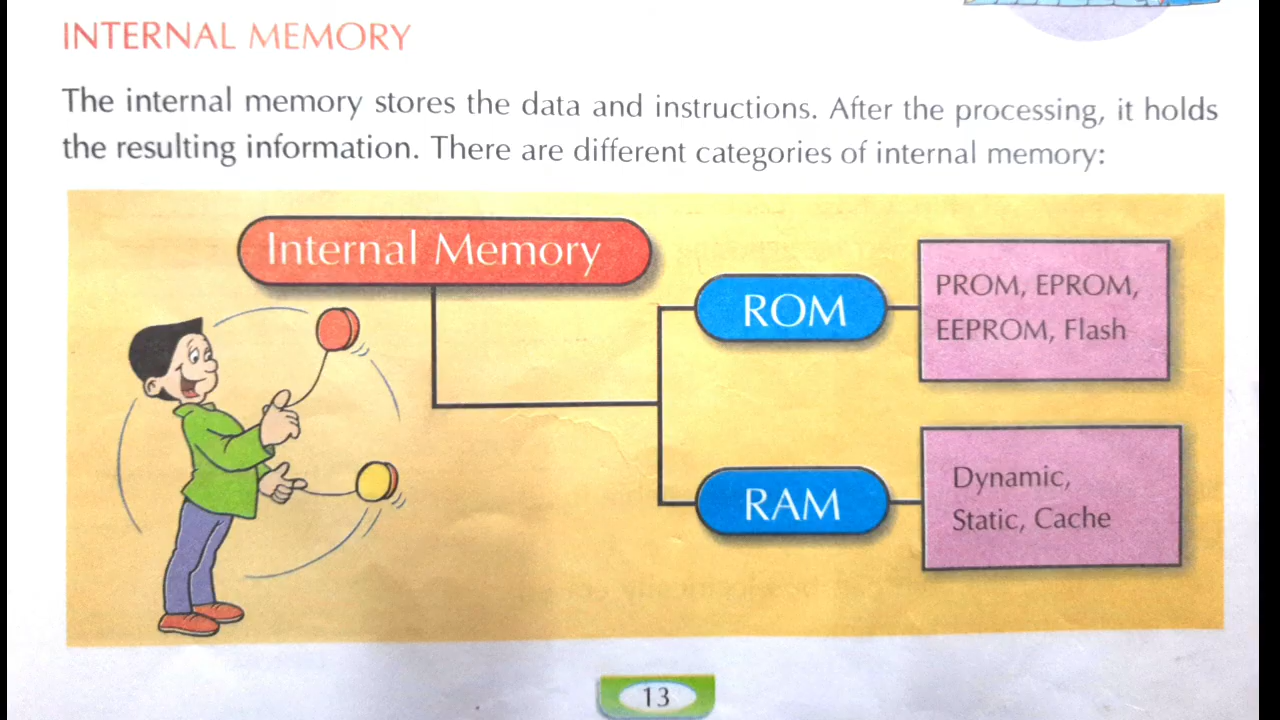 INTERNAL MEMORY
The internal memory stores the data and instructions. After the processing, it holds
the resulting information. There are different categories of internal memory:
Internal Memory
ROM
PROM, EPROM,
EEPROM, Flash
RAM
Dynamic,
Static, Cache
13